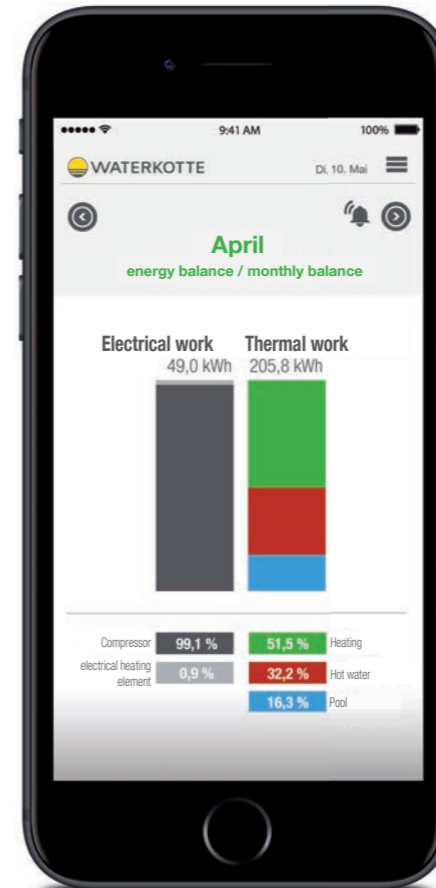 9:41 AM
100%
WATERKOTTE
Di, 10. Mai
April
energy balance / monthly balance
Electrical work Thermal work
49,0 kWh 205,8 kWh
Compressor 99,1 % 51,5 % Heating
electrical heating
element 0,9 % 32,2 % Hot water
16,3 % Pool